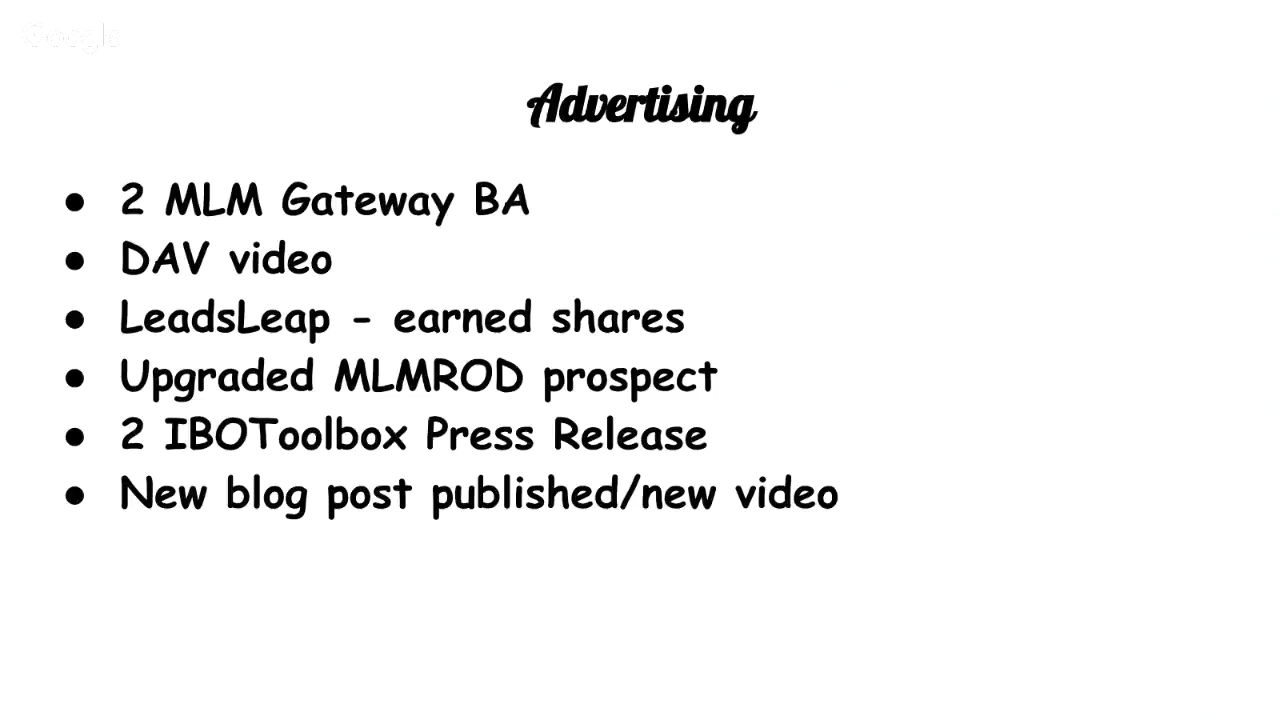 Google
Advertising
● 2 MLM Gateway BA
● DAV video
● LeadsLeap - earned shares
● Upgraded MLMROD prospect
● 2 IBOToolbox Press Release
● New blog post published/new video